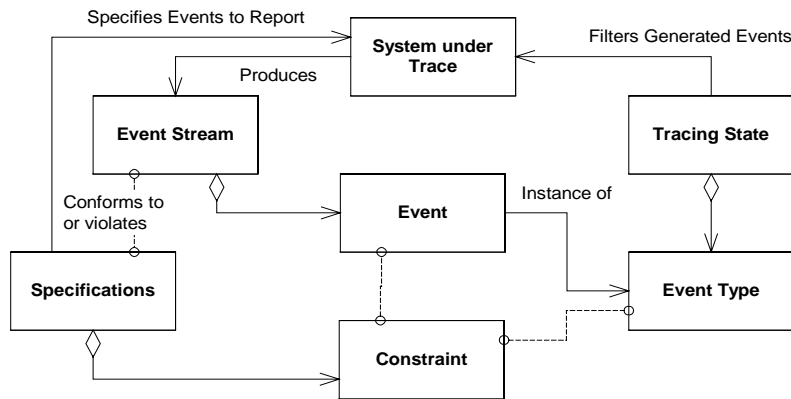 Specifies Events to Report
System under
Trace
Filters Generated Events
Produces
Event Stream
Tracing State
Conforms to
or violates
Event
Instance of
Specifications
Event Type
Constraint